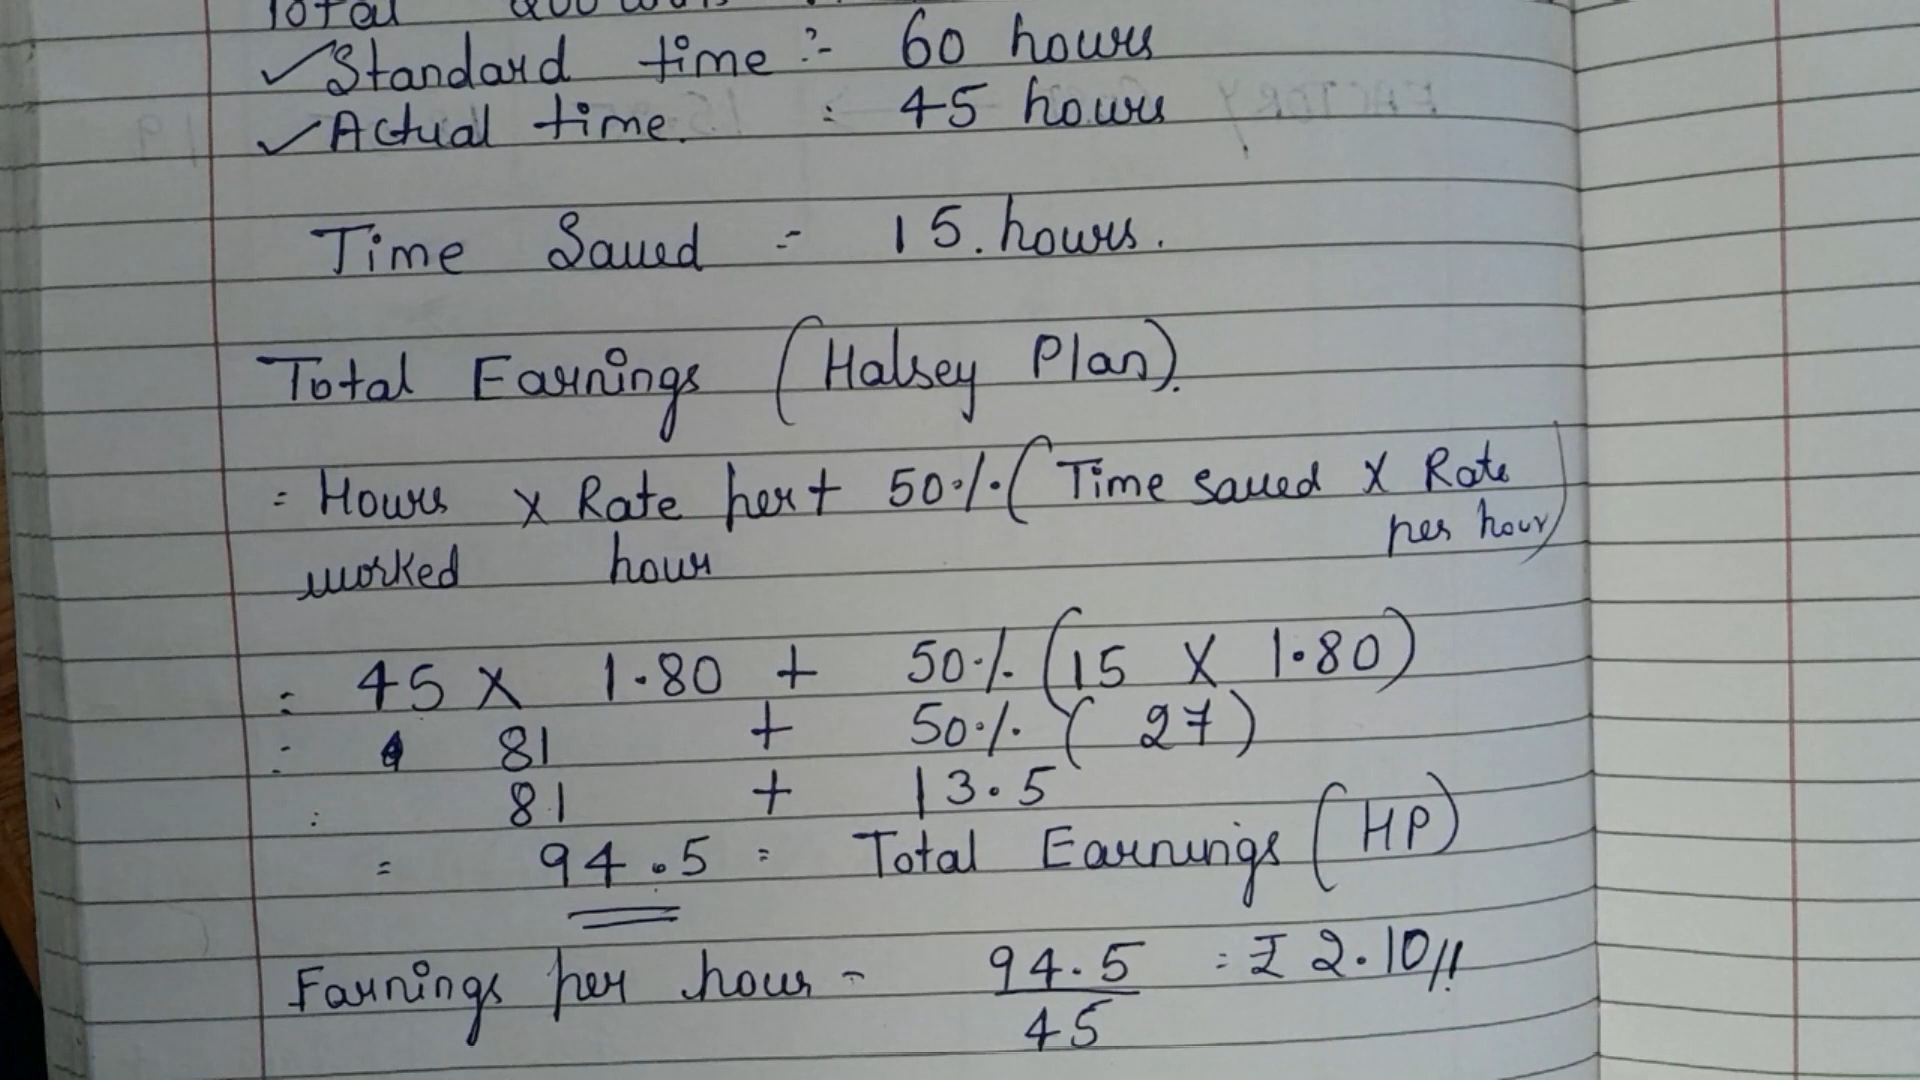 Total
✓Standard time :- 60 hours
✓Actual time. : 45 hours
Time Saved = 15. hours.
Total Earnings (Halsey Plan).
= Hours x Rate per + 50% (Time saved x Rate
per hour)
worked hour
= 45 x 1.80 + 50% (15 x 1.80)
= 81 + 50% (27)
: 81 + 13.5
= 94.5 = Total Earnings (HP)
Earnings per hour = 94.5 = ₹ 2.10//
45